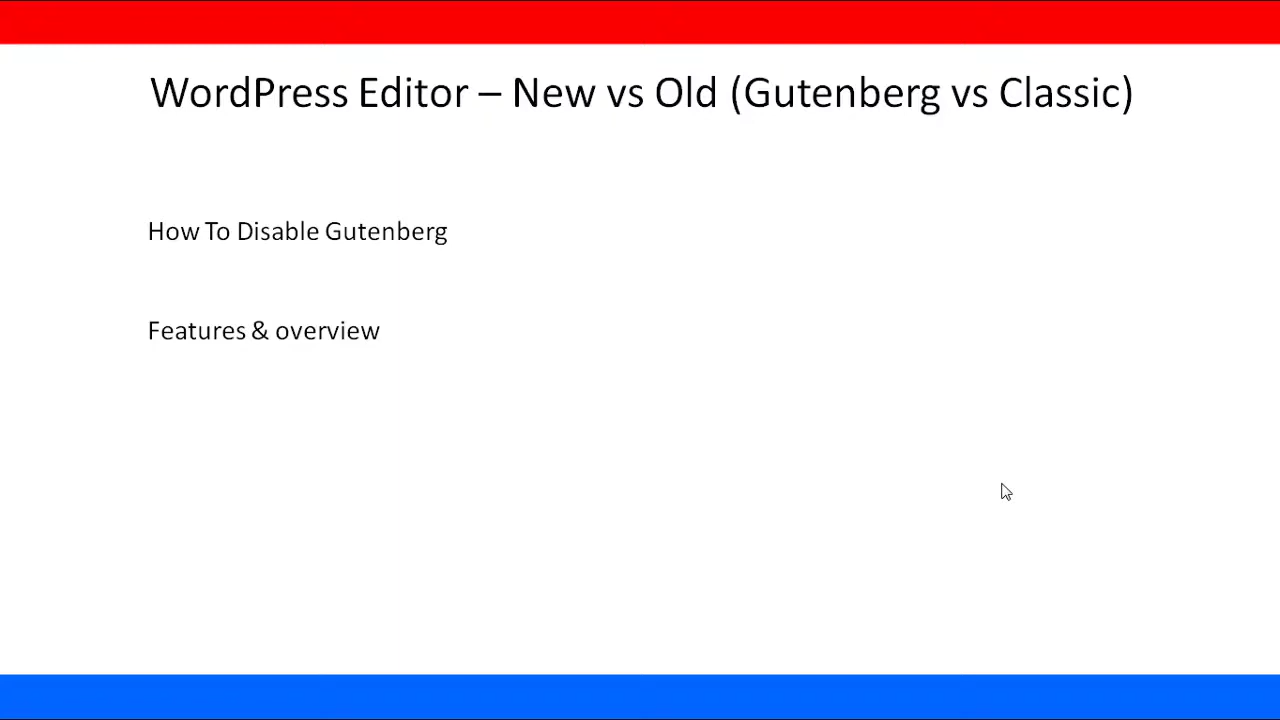 WordPress Editor – New vs Old (Gutenberg vs Classic)
How To Disable Gutenberg
Features & overview